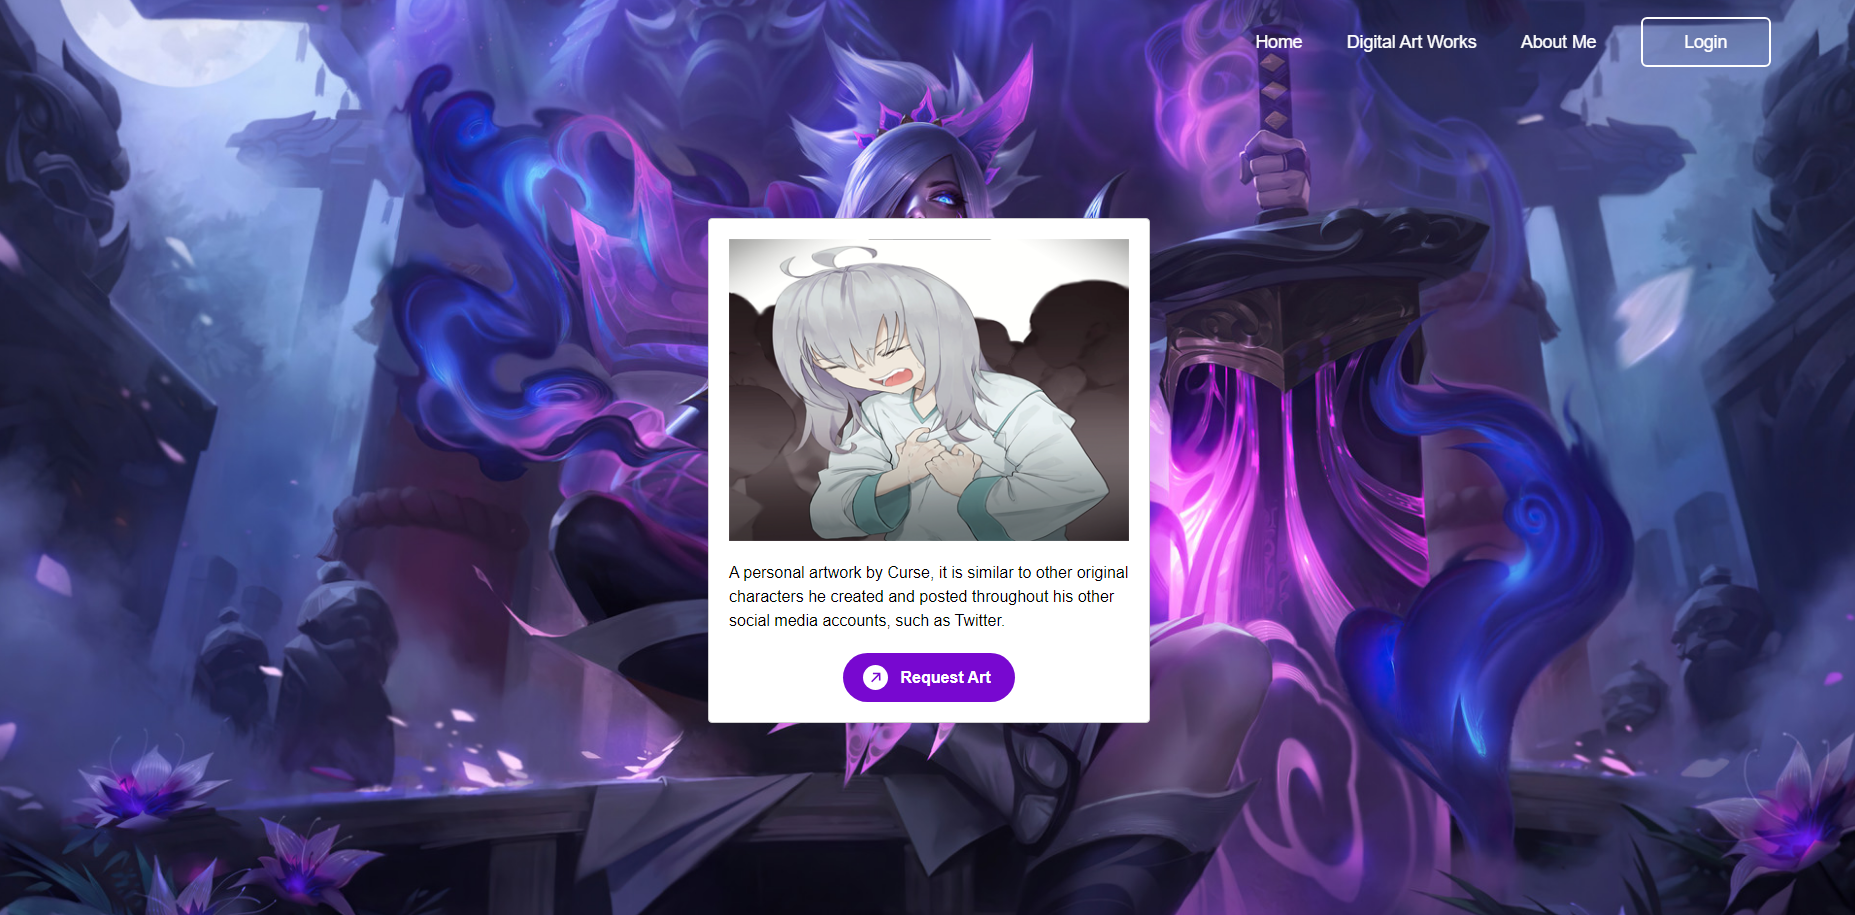 Home Digital Art Works About Me Login
A personal artwork by Curse, it is similar to other original
characters he created and posted throughout his other
social media accounts, such as Twitter.
Request Art